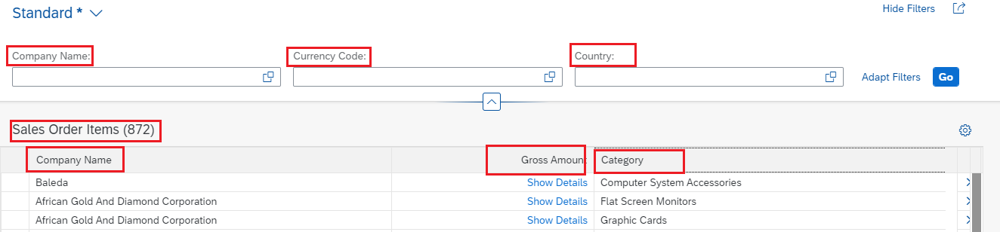 Standard *
Hide Filters
Company Name:
Currency Code:
Country:
Adapt Filters
Go
Sales Order Items (872)
Company Name Gross Amount Category
Baleda Show Details Computer System Accessories
African Gold And Diamond Corporation Show Details Flat Screen Monitors
African Gold And Diamond Corporation Show Details Graphic Cards